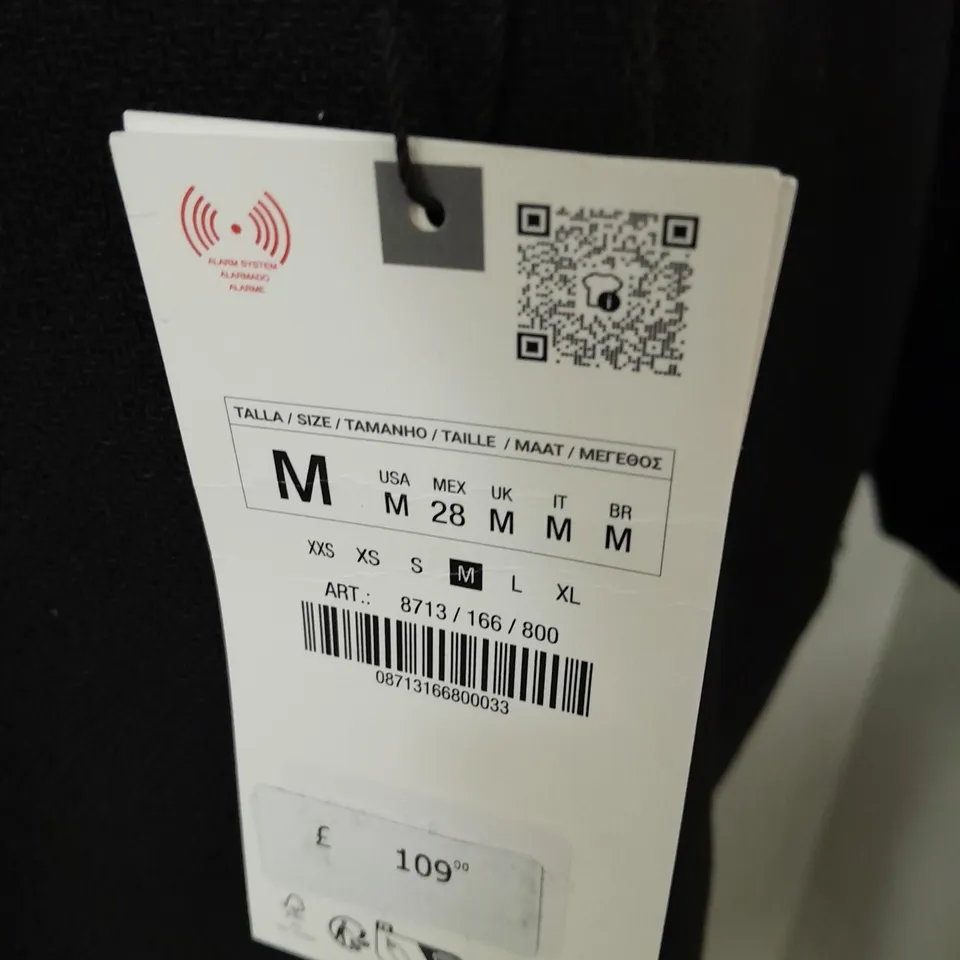 ALARM SYSTEM
ALARMADO
ALARME
TALLA / SIZE / TAMANHO / TAILLE / MAAT / ΜΕΓΕΘΟΣ
M
USA MEX UK IT BR
M 28 M M M
XXS XS S M L XL
ART.: 8713 / 166 / 800
08713166800033
£ 109⁰⁰